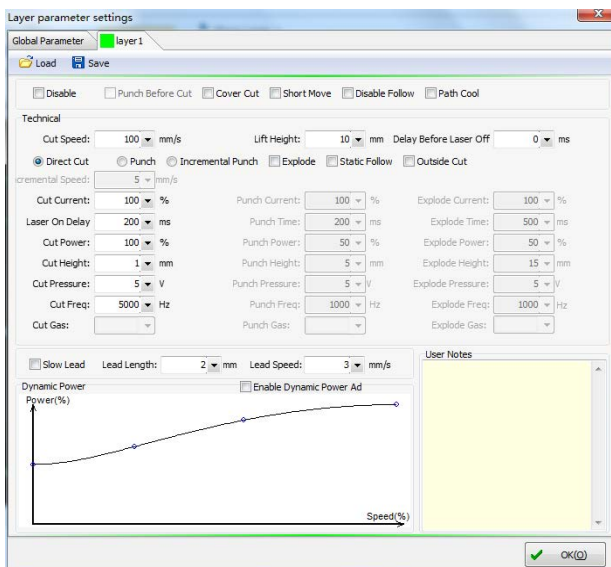 Layer parameter settings
Global Parameter layer1
Load Save
Disable Punch Before Cut Cover Cut Short Move Disable Follow Path Cool
Technical
Cut Speed: 100 mm/s Lift Height: 10 mm Delay Before Laser Off 0 ms
Direct Cut Punch Incremental Punch Explode Static Follow Outside Cut
cremental Speed: 5 mm/s
Cut Current: 100 % Punch Current: 100 % Explode Current: 100 %
Laser On Delay 200 ms Punch Time: 200 ms Explode Time: 500 ms
Cut Power: 100 % Punch Power: 50 % Explode Power: 50 %
Cut Height: 1 mm Punch Height: 5 mm Explode Height: 15 mm
Cut Pressure: 5 V Punch Pressure: 5 V Explode Pressure: 5 V
Cut Freq: 5000 Hz Punch Freq: 1000 Hz Explode Freq: 1000 Hz
Cut Gas: Punch Gas: Explode Gas:
Slow Lead Lead Length: 2 mm Lead Speed: 3 mm/s
User Notes
Dynamic Power Enable Dynamic Power Ad
Power(%)
Speed(%)
OK(O)